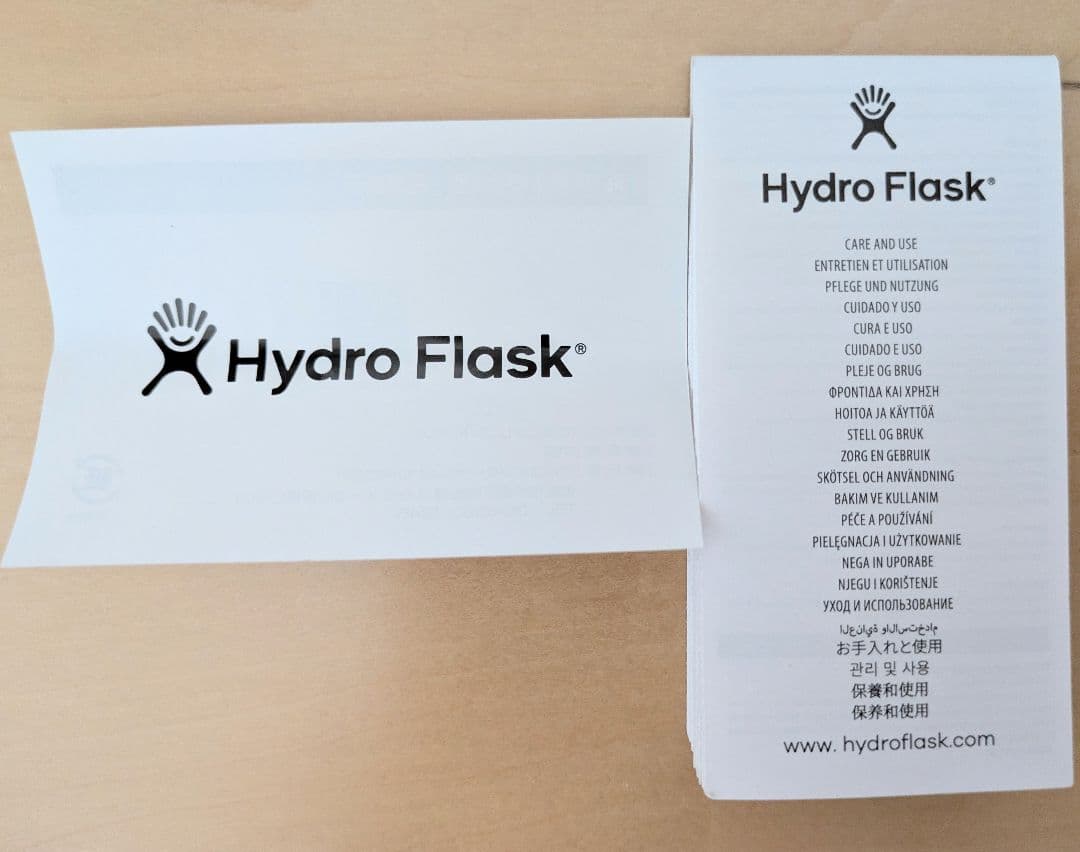 Hydro Flask®
Hydro Flask®
CARE AND USE
ENTRETIEN ET UTILISATION
PFLEGE UND NUTZUNG
CUIDADO Y USO
CURA E USO
CUIDADO E USO
PLEJE OG BRUG
ΦΡΟΝΤΙΔΑ ΚΑΙ ΧΡΗΣΗ
HOITOA JA KÄYTTÖÄ
STELL OG BRUK
ZORG EN GEBRUIK
SKÖTSEL OCH ANVÄNDNING
BAKIM VE KULLANIM
PÉČE A POUŽÍVÁNÍ
PIELĘGNACJA I UŻYTKOWANIE
NEGA IN UPORABE
NJEGU I KORIŠTENJE
УХОД И ИСПОЛЬЗОВАНИЕ
العناية والاستخدام
お手入れと使用
관리 및 사용
保養和使用
保养和使用
www. hydroflask.com